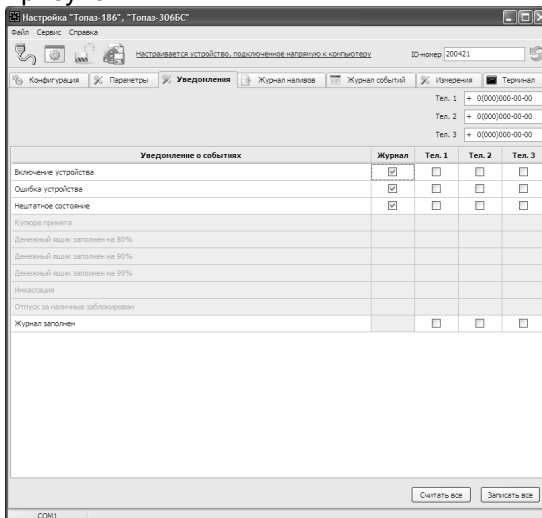 Настройка "Топаз-186", "Топаз-306БС"
Файл Сервис Справка
Настраивается устройство, подключенное напрямую к компьютеру ID-номер 200421
Конфигурация Параметры Уведомления Журнал наливов Журнал событий Измерения Терминал
Тел. 1 + 0(000)000-00-00
Тел. 2 + 0(000)000-00-00
Тел. 3 + 0(000)000-00-00
Уведомление о событиях Журнал Тел. 1 Тел. 2 Тел. 3
Включение устройства
Ошибка устройства
Нештатное состояние
Купюра принята
Денежный ящик заполнен на 80%
Денежный ящик заполнен на 90%
Денежный ящик заполнен на 99%
Инкассация
Отпуск за наличные заблокирован
Журнал заполнен
Считать все Записать все
COM1